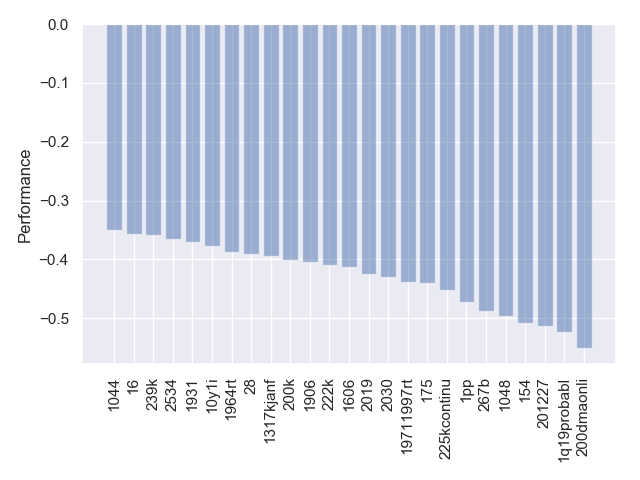 0.0
−0.1
−0.2
−0.3
−0.4
−0.5
Performance
1044
16
239k
2534
1931
10y1i
1964rt
28
1317kjanf
200k
1906
222k
1606
2019
2030
19711997rt
175
225kcontinu
1pp
267b
1048
154
201227
1q19probabl
200dmaonli